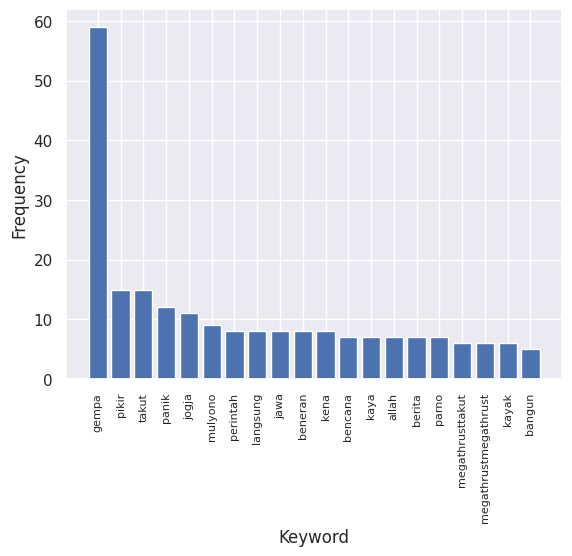 60
50
40
30
20
10
0
Frequency
gempa
pikir
takut
panik
jogja
mulyono
perintah
langsung
jawa
beneran
kena
bencana
kaya
allah
berita
parno
megathrusttakut
megathrustmegathrust
kayak
bangun
Keyword